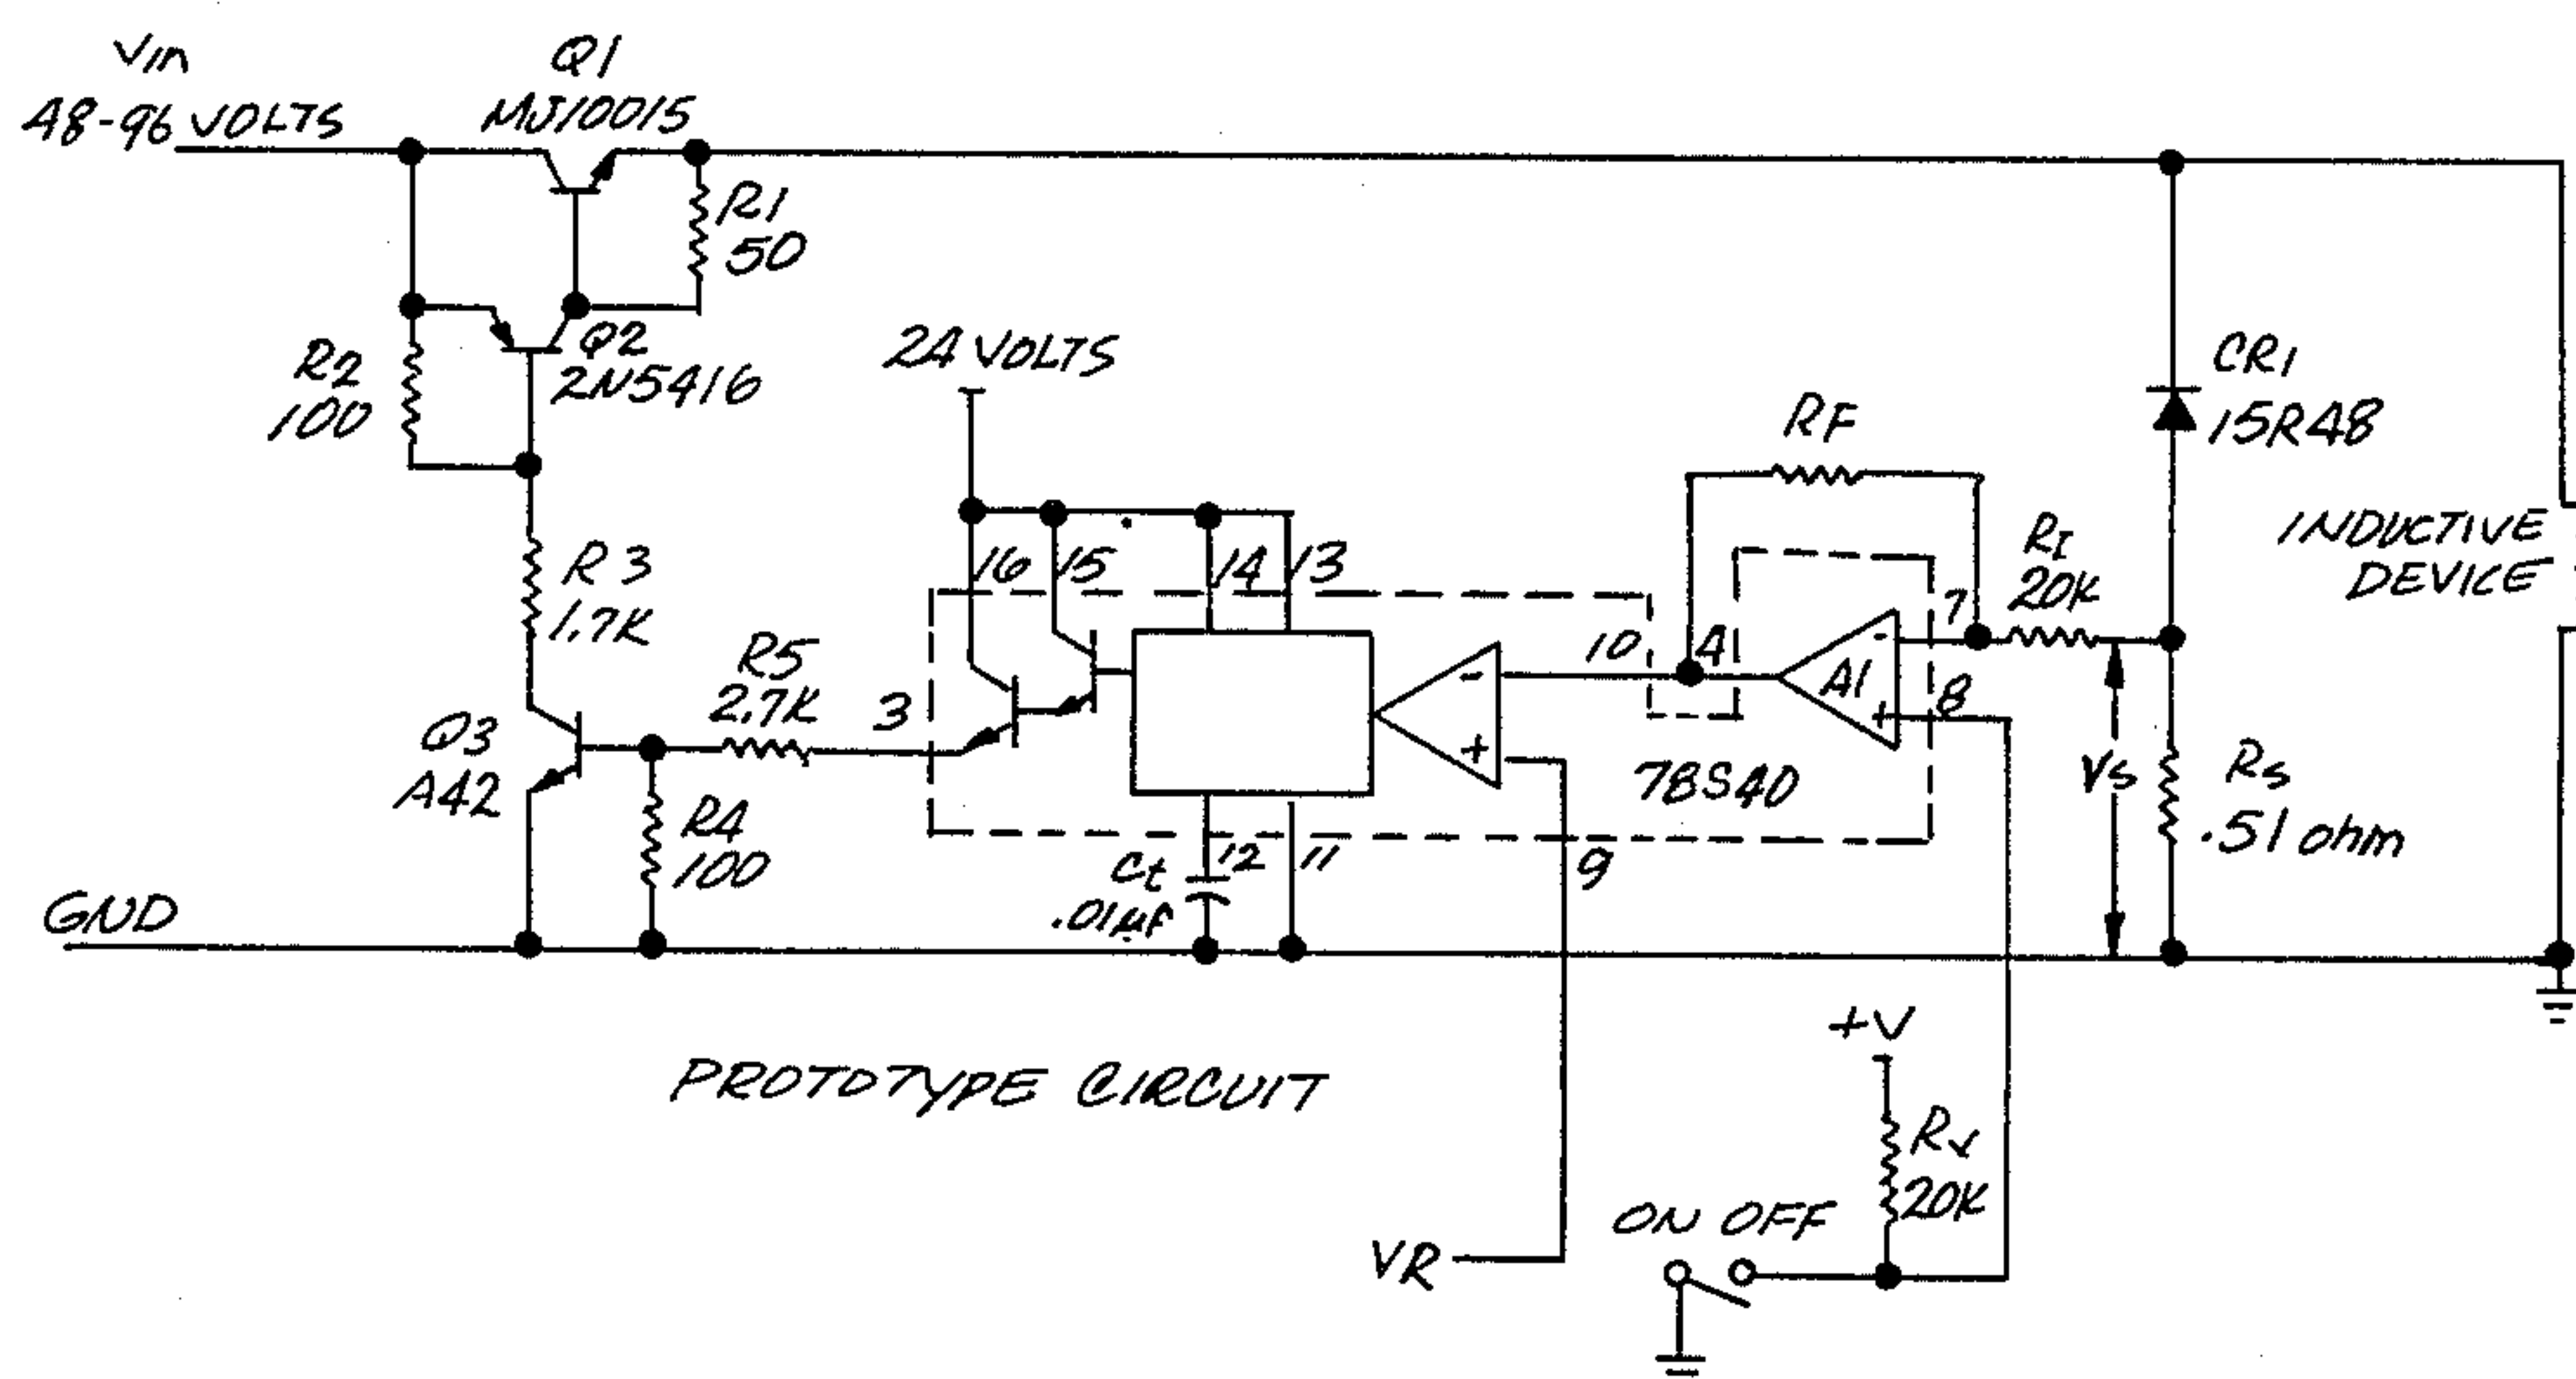 Vin
48-96 VOLTS
Q1
MJ10015
R1
50
Q2
2N5416
R2
100
24 VOLTS
CR1
15R48
RF
INDUCTIVE
DEVICE
R3
1.7K
16
15
14
13
RI
20K
7
10
4
A1
8
-
+
-
+
R5
2.7K
3
Q3
A42
R4
100
78S40
Vs
Rs
.51 ohm
Ct
.01µF
12
11
9
GND
+V
Rv
20K
PROTOTYPE CIRCUIT
ON OFF
VR